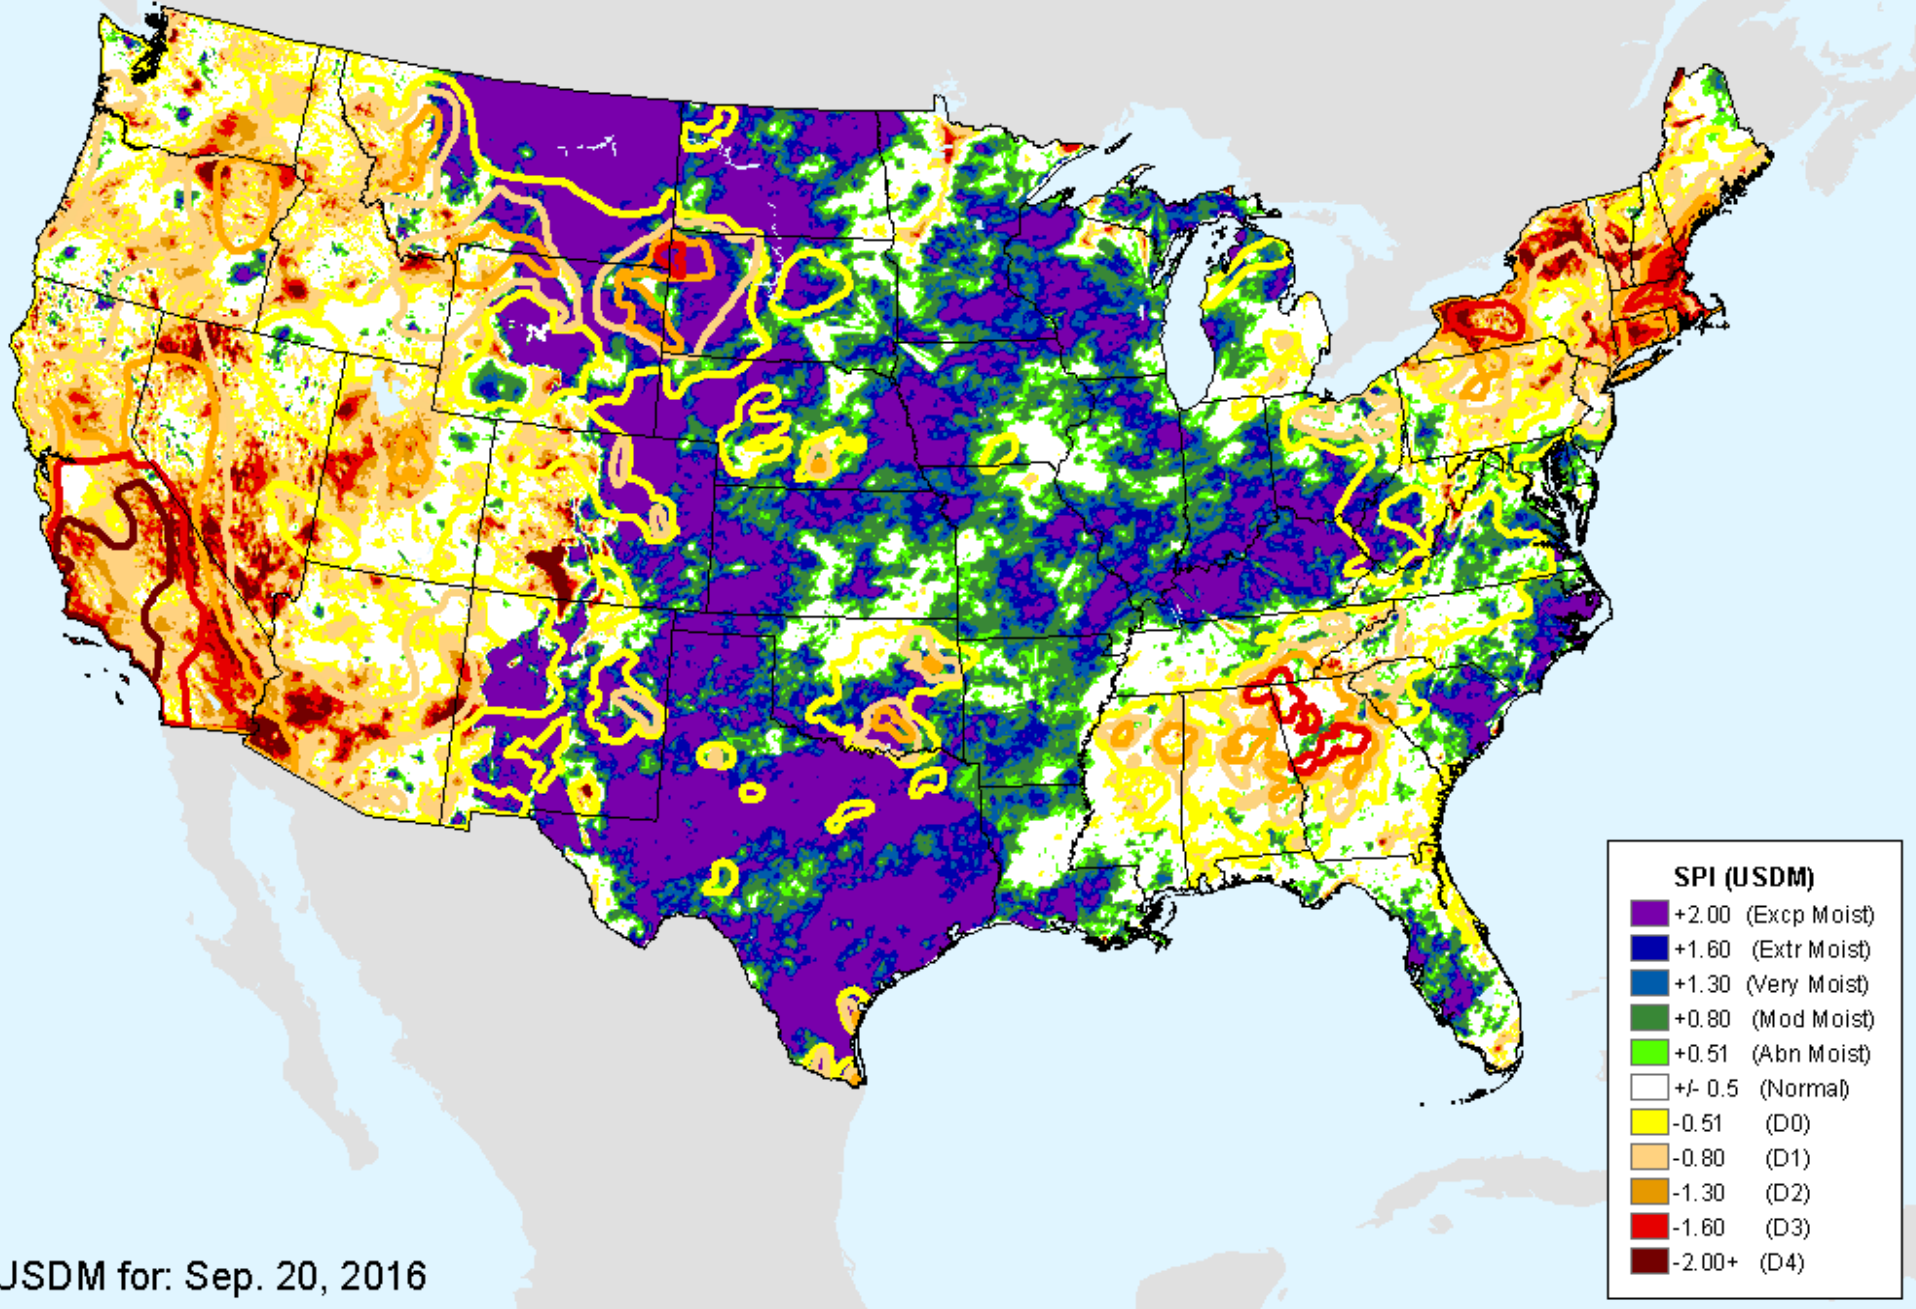 SPI (USDM)
+2.00 (Excp Moist)
+1.60 (Extr Moist)
+1.30 (Very Moist)
+0.80 (Mod Moist)
+0.51 (Abn Moist)
+/- 0.5 (Normal)
-0.51 (D0)
-0.80 (D1)
-1.30 (D2)
-1.60 (D3)
-2.00+ (D4)
USDM for: Sep. 20, 2016